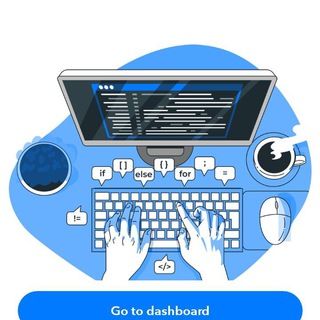 [ ]
{ }
;
if
else
for
=
!=
</>
Go to dashboard